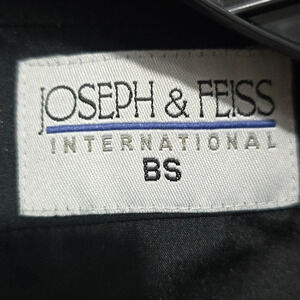 JOSEPH & FEISS
INTERNATIONAL
BS